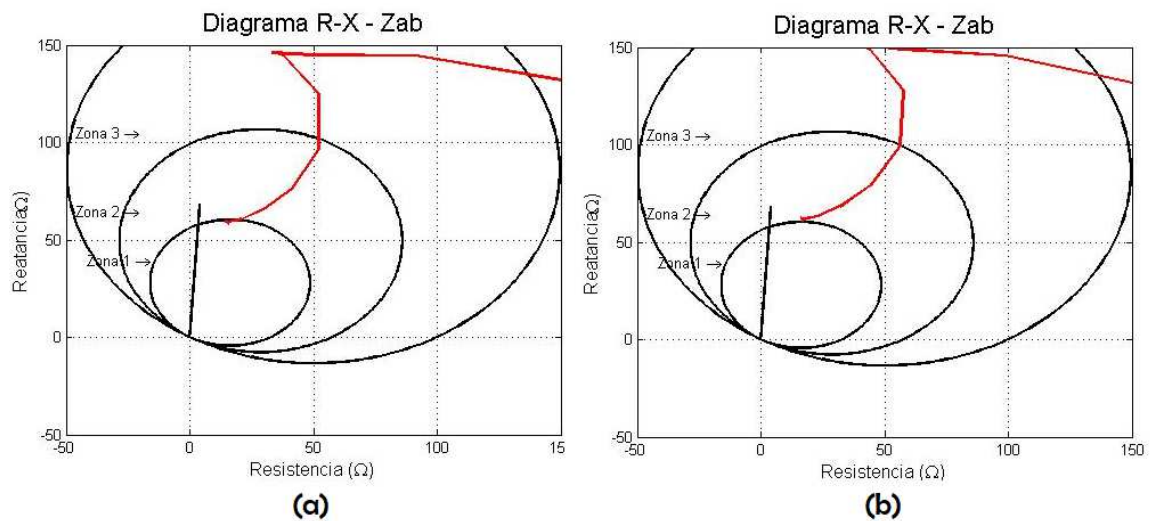 Diagrama R-X - Zab
150
100
50
0
-50
Zona 3 →
Zona 2 →
Zona 1 →
ReatanciaΩ)
-50
0
50
100
15
Resistencia (Ω)
(a)
Diagrama R-X - Zab
150
100
50
0
-50
Zona 3 →
Zona 2 →
Zona 1 →
ReatanciaΩ)
-50
0
50
100
150
Resistencia (Ω)
(b)